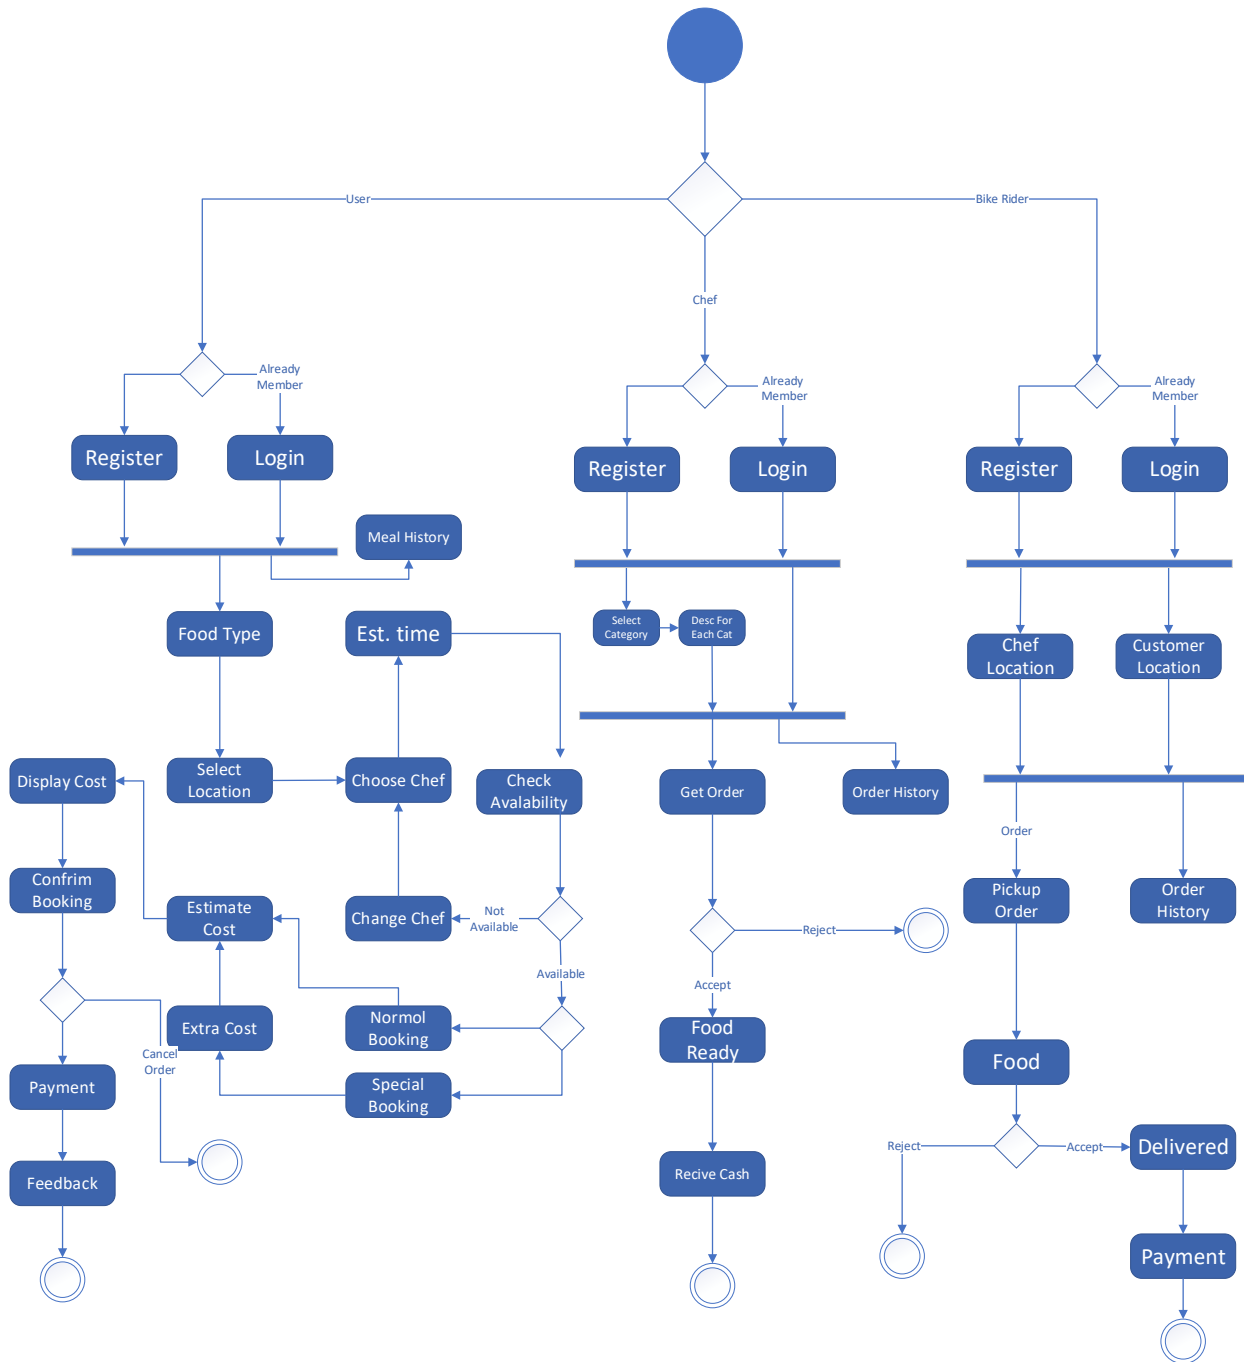 User
Bike Rider
Chef
Already
Member
Already
Member
Already
Member
Register
Login
Register
Login
Register
Login
Meal History
Food Type
Est. time
Select
Category
Desc For
Each Cat
Chef
Location
Customer
Location
Display Cost
Select
Location
Choose Chef
Check
Avalability
Get Order
Order History
Order
Confrim
Booking
Estimate
Cost
Change Chef
Not
Available
Pickup
Order
Order
History
Reject
Available
Accept
Extra Cost
Normol
Booking
Food
Ready
Cancel
Order
Food
Payment
Special
Booking
Reject
Accept
Delivered
Feedback
Recive Cash
Payment